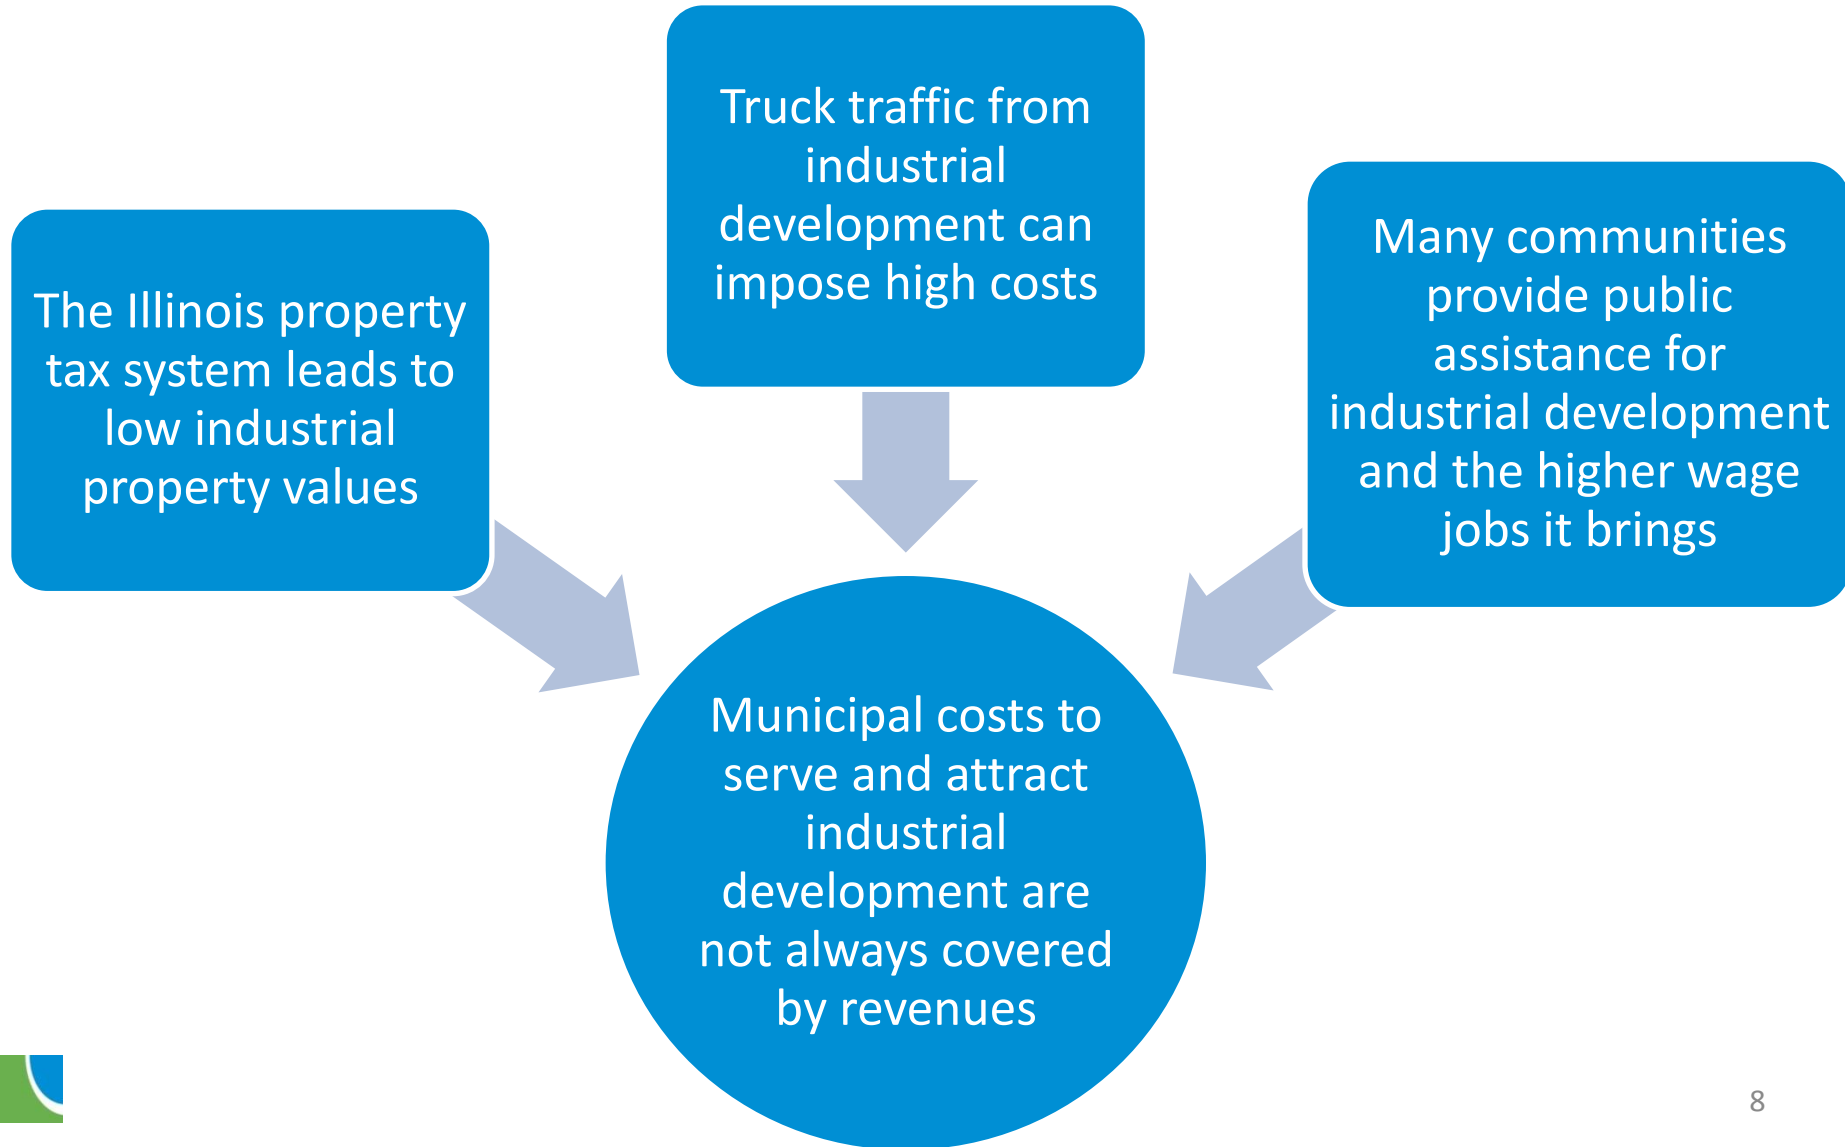 The Illinois property
tax system leads to
low industrial
property values
Truck traffic from
industrial
development can
impose high costs
Many communities
provide public
assistance for
industrial development
and the higher wage
jobs it brings
Municipal costs to
serve and attract
industrial
development are
not always covered
by revenues
8